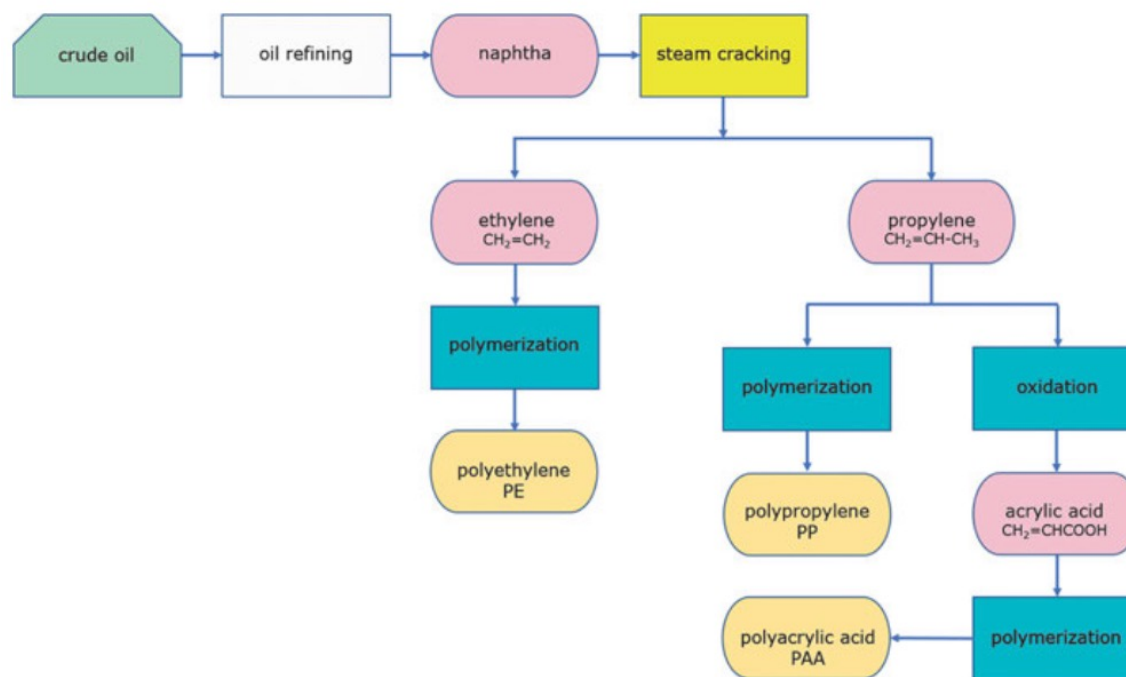 crude oil
oil refining
naphtha
steam cracking
ethylene
CH₂=CH₂
propylene
CH₂=CH-CH₃
polymerization
polymerization
oxidation
polyethylene
PE
polypropylene
PP
acrylic acid
CH₂=CHCOOH
polyacrylic acid
PAA
polymerization